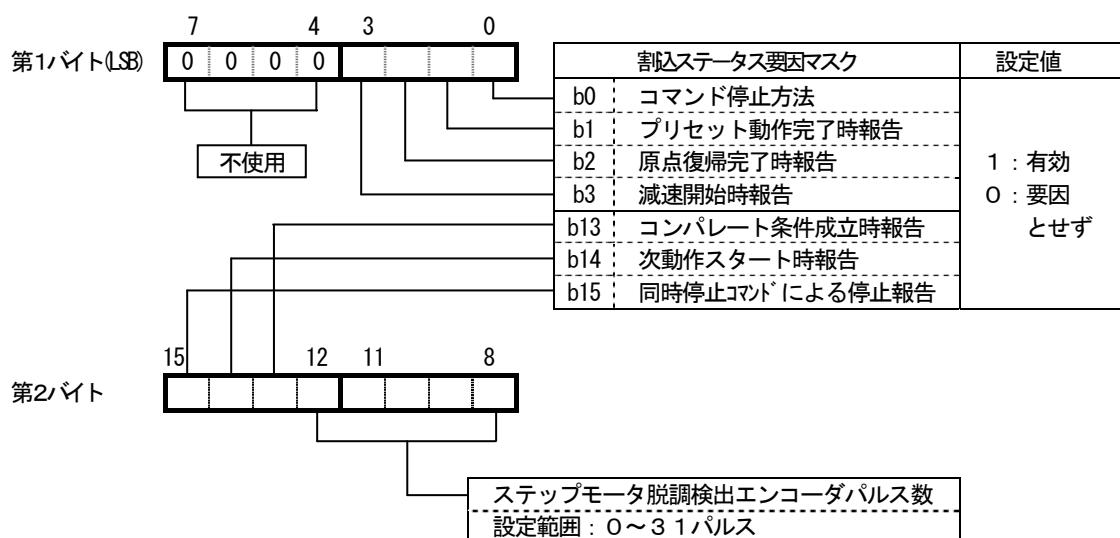 7 4 3 0
第1バイト(LSB) 0 0 0 0
不使用
割込ステータス要因マスク 設定値
b0 コマンド停止方法
b1 プリセット動作完了時報告
b2 原点復帰完了時報告
b3 減速開始時報告
b13 コンパレート条件成立時報告
b14 次動作スタート時報告
b15 同時停止コマンドによる停止報告
1:有効
0:要因
とせず
15 12 11 8
第2バイト
ステップモータ脱調検出エンコーダパルス数
設定範囲:0~31パルス